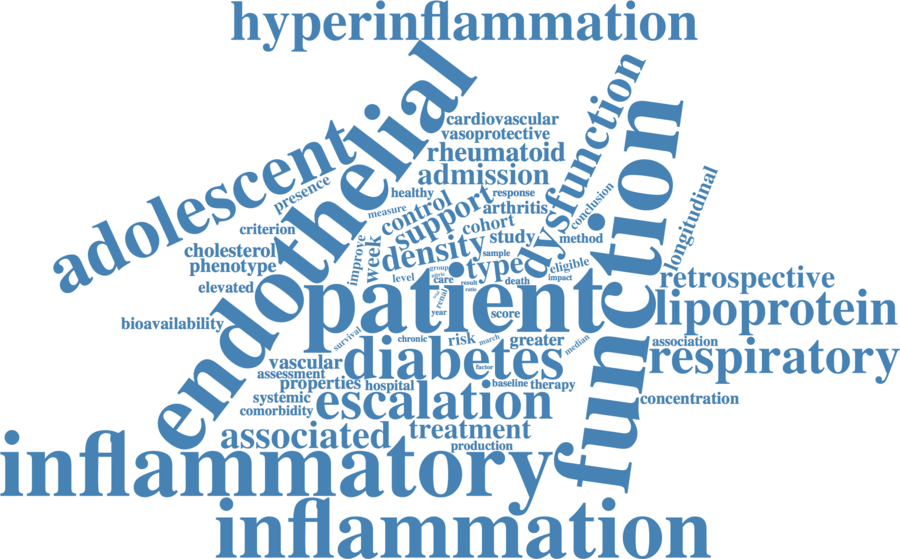 hyperinflammation
endothelial
adolescent
dysfunction
function
cardiovascular
vasoprotective
rheumatoid
admission
presence
healthy
response
measure
control
support
arthritis
conclusion
longitudinal
criterion
cohort
study
method
cholesterol
phenotype
improve
week
density
sample
type
eligible
elevated
level
group
care
result
death
impact
retrospective
patient
ratio
renal
lipoprotein
bioavailability
year
score
survival
chronic
risk
march
greater
median
association
respiratory
vascular
diabetes
assessment
factor
properties
hospital
baseline
therapy
systemic
escalation
concentration
comorbidity
associated
treatment
production
inflammatory
inflammation